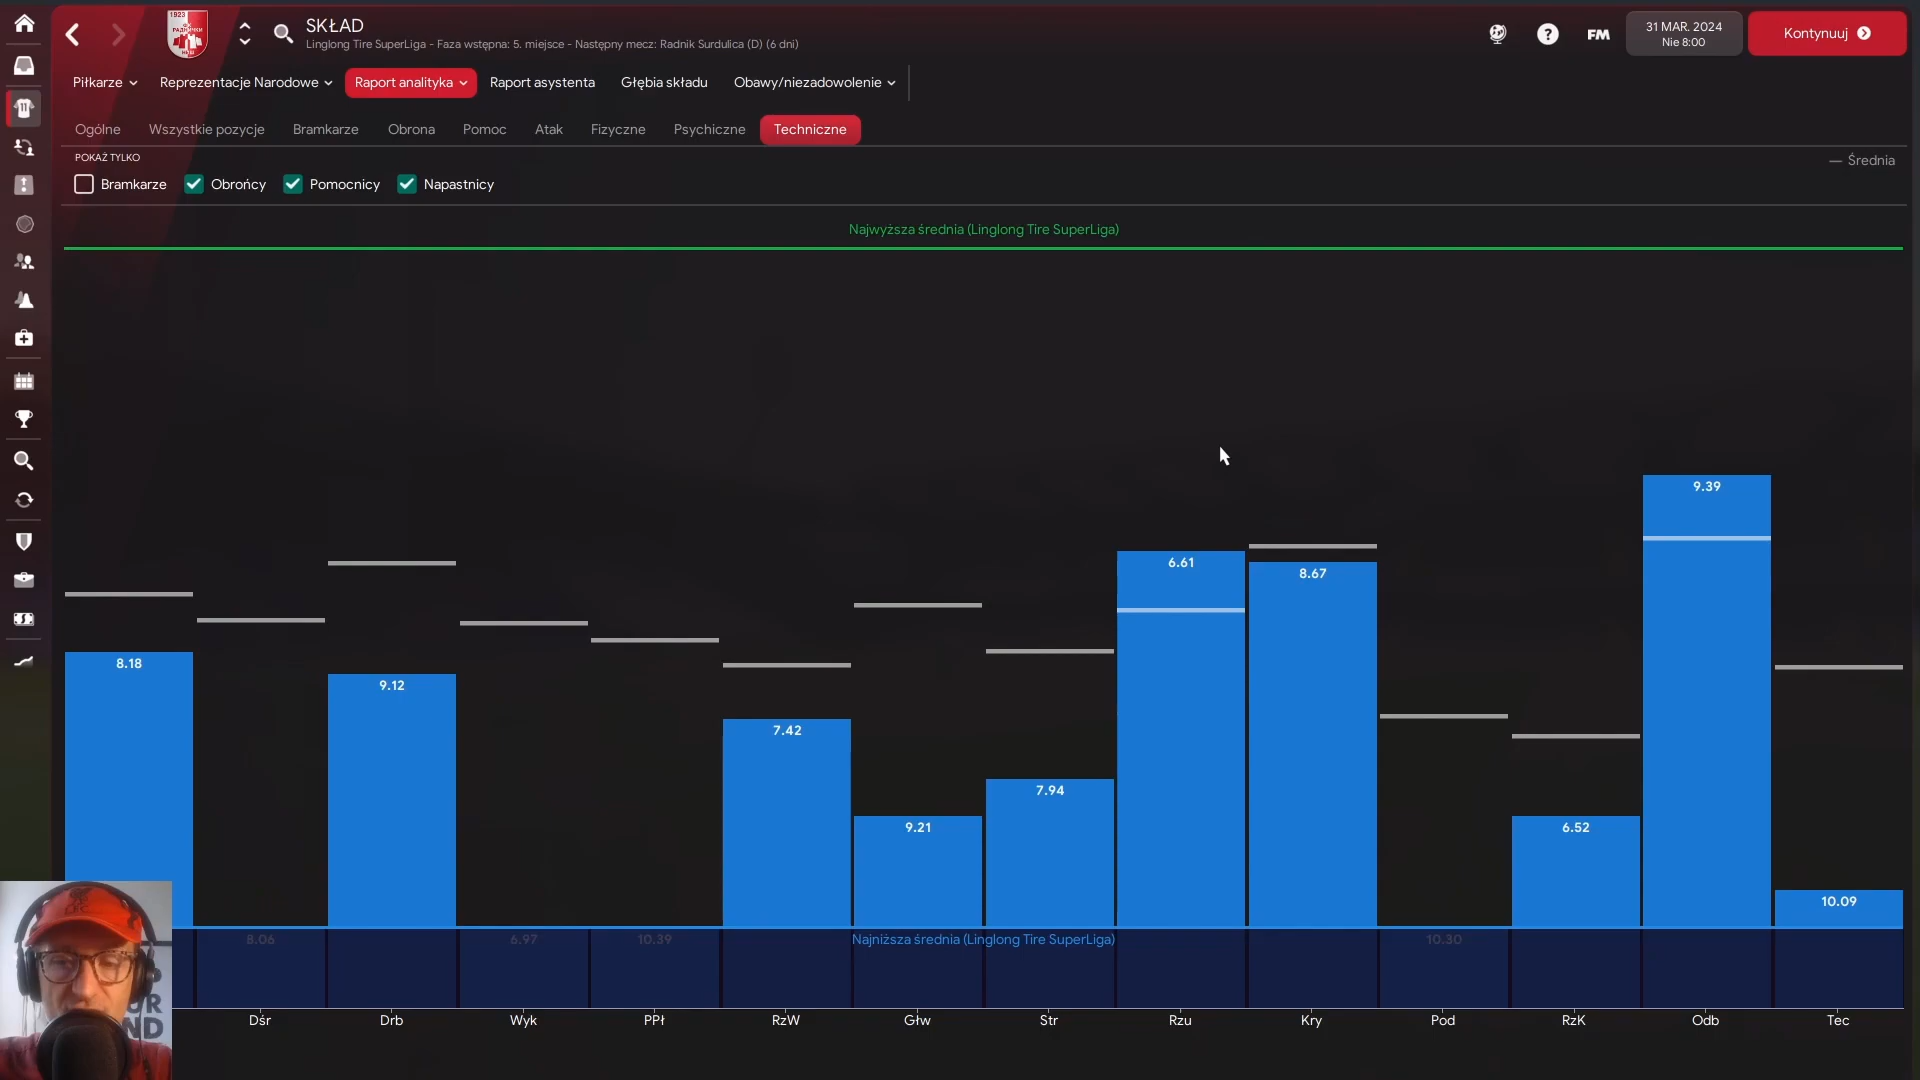 SKŁAD
Linglong Tire SuperLiga - Faza wstępna: 5. miejsce - Następny mecz: Radnik Surdulica (D) (6 dni)
1923
FM
31 MAR. 2024
Nie 8:00
Kontynuuj
Piłkarze
Reprezentacje Narodowe
Raport analityka
Raport asystenta
Głębia składu
Obawy/niezadowolenie
Ogólne
Wszystkie pozycje
Bramkarze
Obrona
Pomoc
Atak
Fizyczne
Psychiczne
Techniczne
POKAŻ TYLKO
Średnia
Bramkarze
Obrońcy
Pomocnicy
Napastnicy
Najwyższa średnia (Linglong Tire SuperLiga)
8.18
8.06
9.12
6.97
10.39
7.42
9.21
7.94
6.61
8.67
10.30
6.52
9.39
10.09
Najniższa średnia (Linglong Tire SuperLiga)
Dśr
Drb
Wyk
PPł
RzW
Głw
Str
Rzu
Kry
Pod
RzK
Odb
Tec